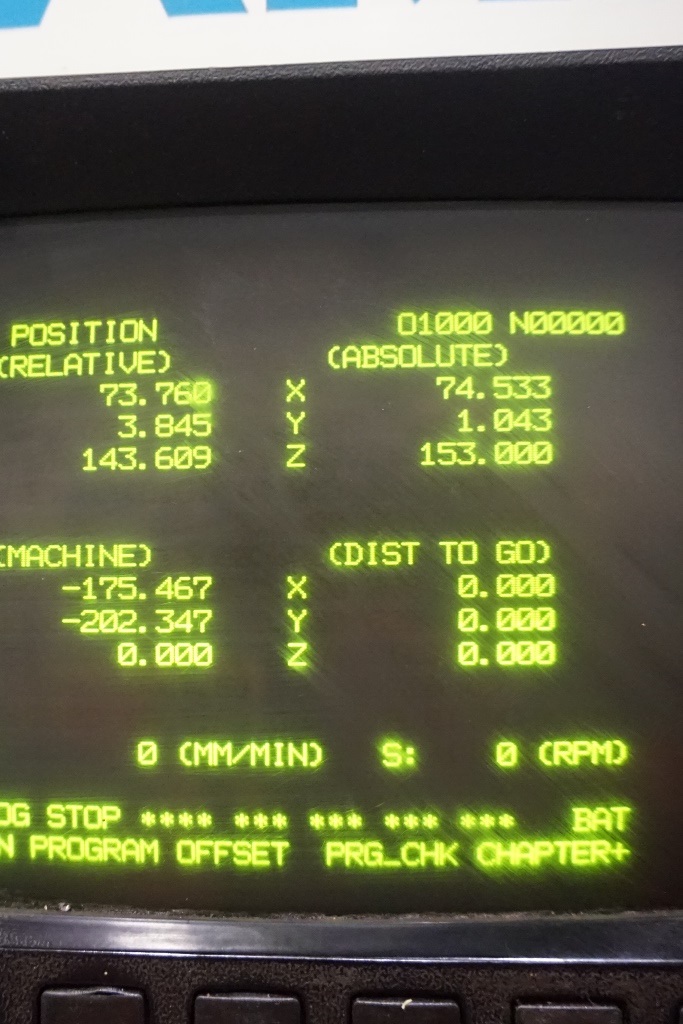 POSITION O1000 N00000
(RELATIVE) (ABSOLUTE)
73.760 X 74.533
3.845 Y 1.043
143.609 Z 153.000
(MACHINE) (DIST TO GO)
-175.467 X 0.000
-202.347 Y 0.000
0.000 Z 0.000
0 (MM/MIN) S: 0 (RPM)
OG STOP **** *** *** *** *** BAT
N PROGRAM OFFSET PRG_CHK CHAPTER+